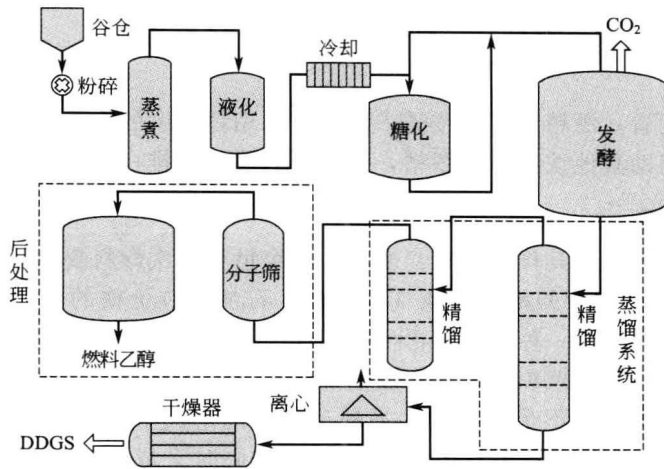 谷仓
粉碎
蒸煮
液化
冷却
糖化
CO₂
发酵
后处理
分子筛
燃料乙醇
精馏
精馏
蒸馏系统
离心
干燥器
DDGS